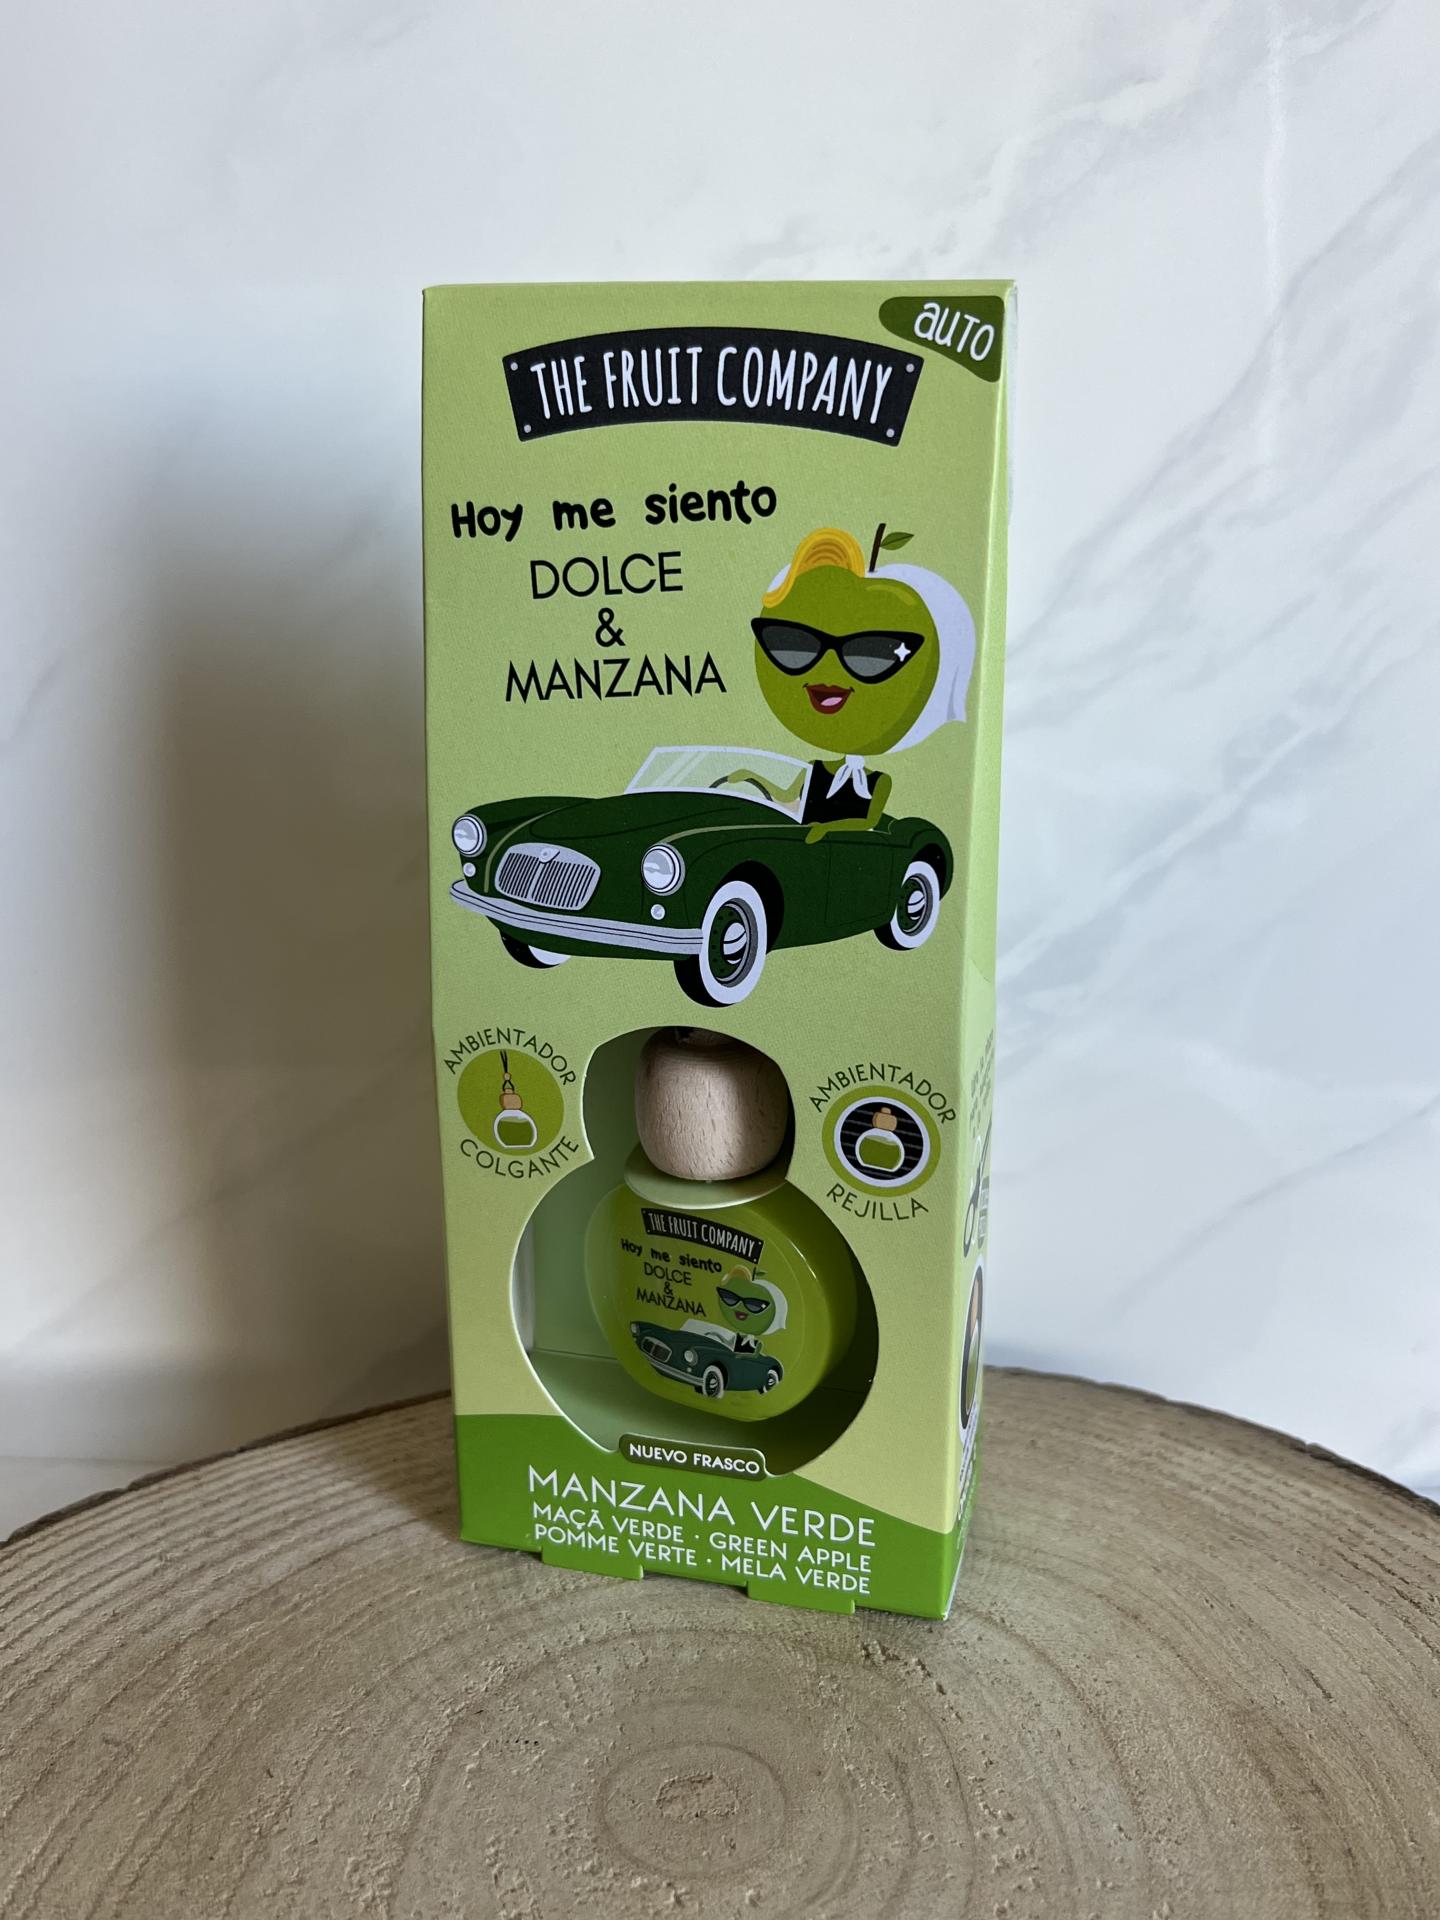 auto
THE FRUIT COMPANY
Hoy me siento
DOLCE
&
MANZANA
AMBIENTADOR
COLGANTE
AMBIENTADOR
REJILLA
THE FRUIT COMPANY
Hoy me siento
DOLCE
&
MANZANA
NUEVO FRASCO
MANZANA VERDE
MAÇÃ VERDE · GREEN APPLE
POMME VERTE · MELA VERDE